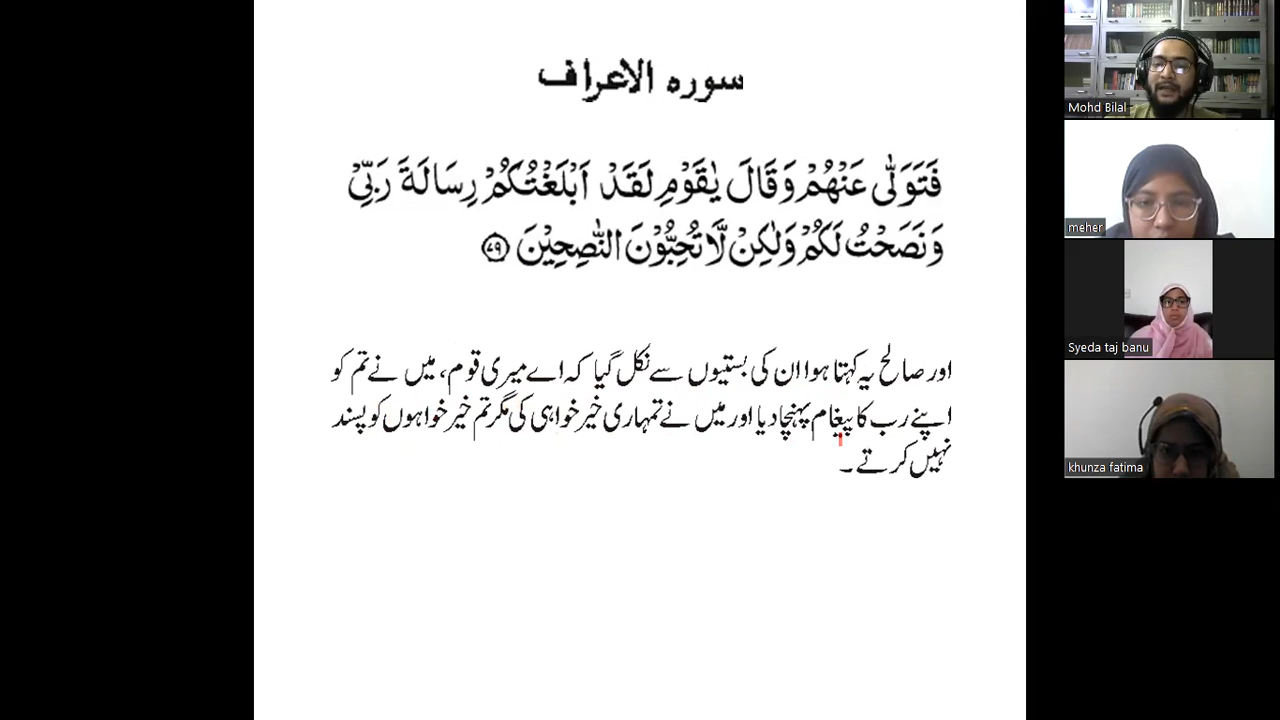 سورہ الاعراف
فَتَوَلّٰى عَنْهُمْ وَقَالَ يٰقَوْمِ لَقَدْ اَبْلَغْتُكُمْ رِسَالَةَ رَبِّيْ
وَنَصَحْتُ لَكُمْ وَلٰكِنْ لَّا تُحِبُّوْنَ النّٰصِحِيْنَ ﴿٧٩﴾
اور صالح یہ کہتا ہوا ان کی بستیوں سے نکل گیا کہ اے میری قوم، میں نے تم کو
اپنے رب کا پیغام پہنچا دیا اور میں نے تمہاری خیر خواہی کی مگر تم خیر خواہوں کو پسند
نہیں کرتے ۔
Mohd Bilal
meher
Syeda taj banu
khunza fatima